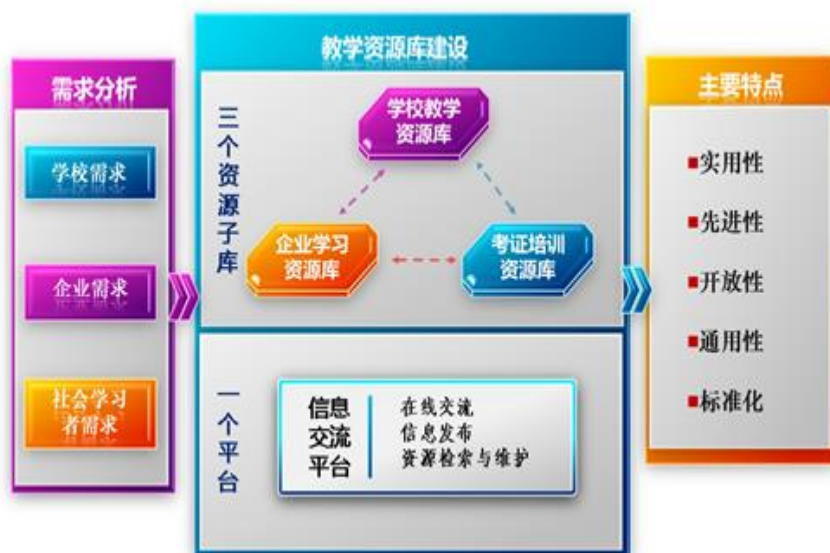 需求分析
学校需求
企业需求
社会学习
者需求
教学资源库建设
三个资源子库
学校教学
资源库
企业学习
资源库
考证培训
资源库
一个平台
信息
交流
平台
在线交流
信息发布
资源检索与维护
主要特点
■实用性
■先进性
■开放性
■通用性
■标准化